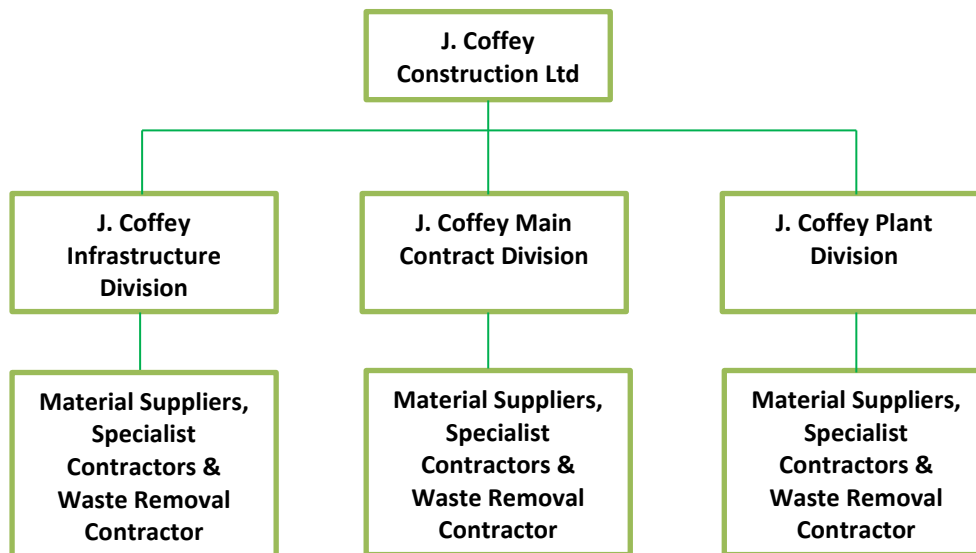 J. Coffey
Construction Ltd
J. Coffey
Infrastructure
Division
J. Coffey Main
Contract Division
J. Coffey Plant
Division
Material Suppliers,
Specialist
Contractors &
Waste Removal
Contractor
Material Suppliers,
Specialist
Contractors &
Waste Removal
Contractor
Material Suppliers,
Specialist
Contractors &
Waste Removal
Contractor